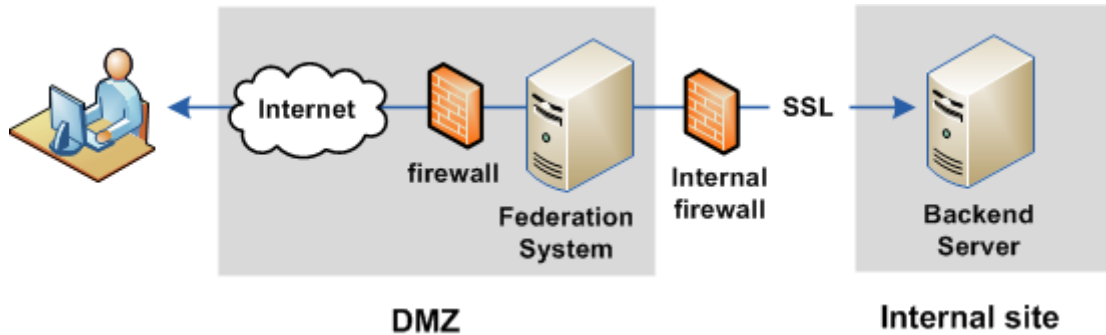 Internet
firewall
Federation
System
Internal
firewall
SSL
Backend
Server
DMZ
Internal site